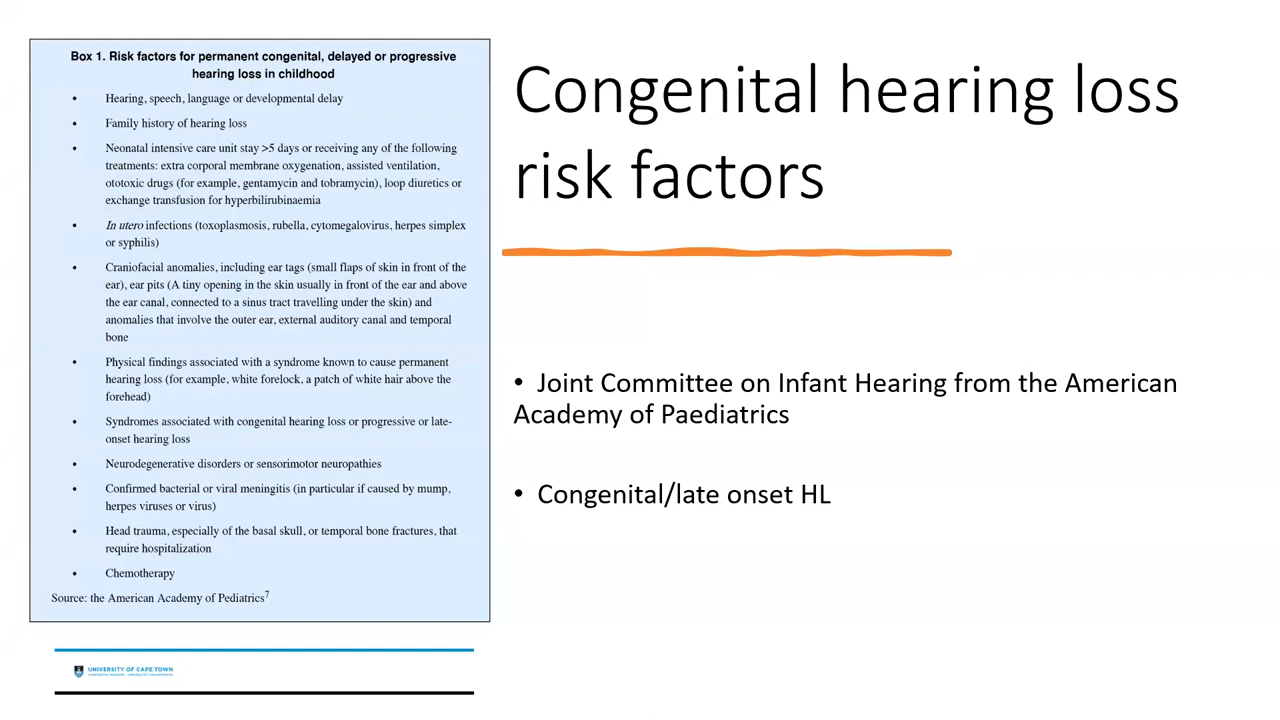 Box 1. Risk factors for permanent congenital, delayed or progressive
hearing loss in childhood
• Hearing, speech, language or developmental delay
• Family history of hearing loss
• Neonatal intensive care unit stay >5 days or receiving any of the following
treatments: extra corporal membrane oxygenation, assisted ventilation,
ototoxic drugs (for example, gentamycin and tobramycin), loop diuretics or
exchange transfusion for hyperbilirubinaemia
• In utero infections (toxoplasmosis, rubella, cytomegalovirus, herpes simplex
or syphilis)
• Craniofacial anomalies, including ear tags (small flaps of skin in front of the
ear), ear pits (A tiny opening in the skin usually in front of the ear and above
the ear canal, connected to a sinus tract travelling under the skin) and
anomalies that involve the outer ear, external auditory canal and temporal
bone
• Physical findings associated with a syndrome known to cause permanent
hearing loss (for example, white forelock, a patch of white hair above the
forehead)
• Syndromes associated with congenital hearing loss or progressive or late-
onset hearing loss
• Neurodegenerative disorders or sensorimotor neuropathies
• Confirmed bacterial or viral meningitis (in particular if caused by mump,
herpes viruses or virus)
• Head trauma, especially of the basal skull, or temporal bone fractures, that
require hospitalization
• Chemotherapy
Source: the American Academy of Pediatrics7
Congenital hearing loss
risk factors
• Joint Committee on Infant Hearing from the American
Academy of Paediatrics
• Congenital/late onset HL
UNIVERSITY OF CAPE TOWN